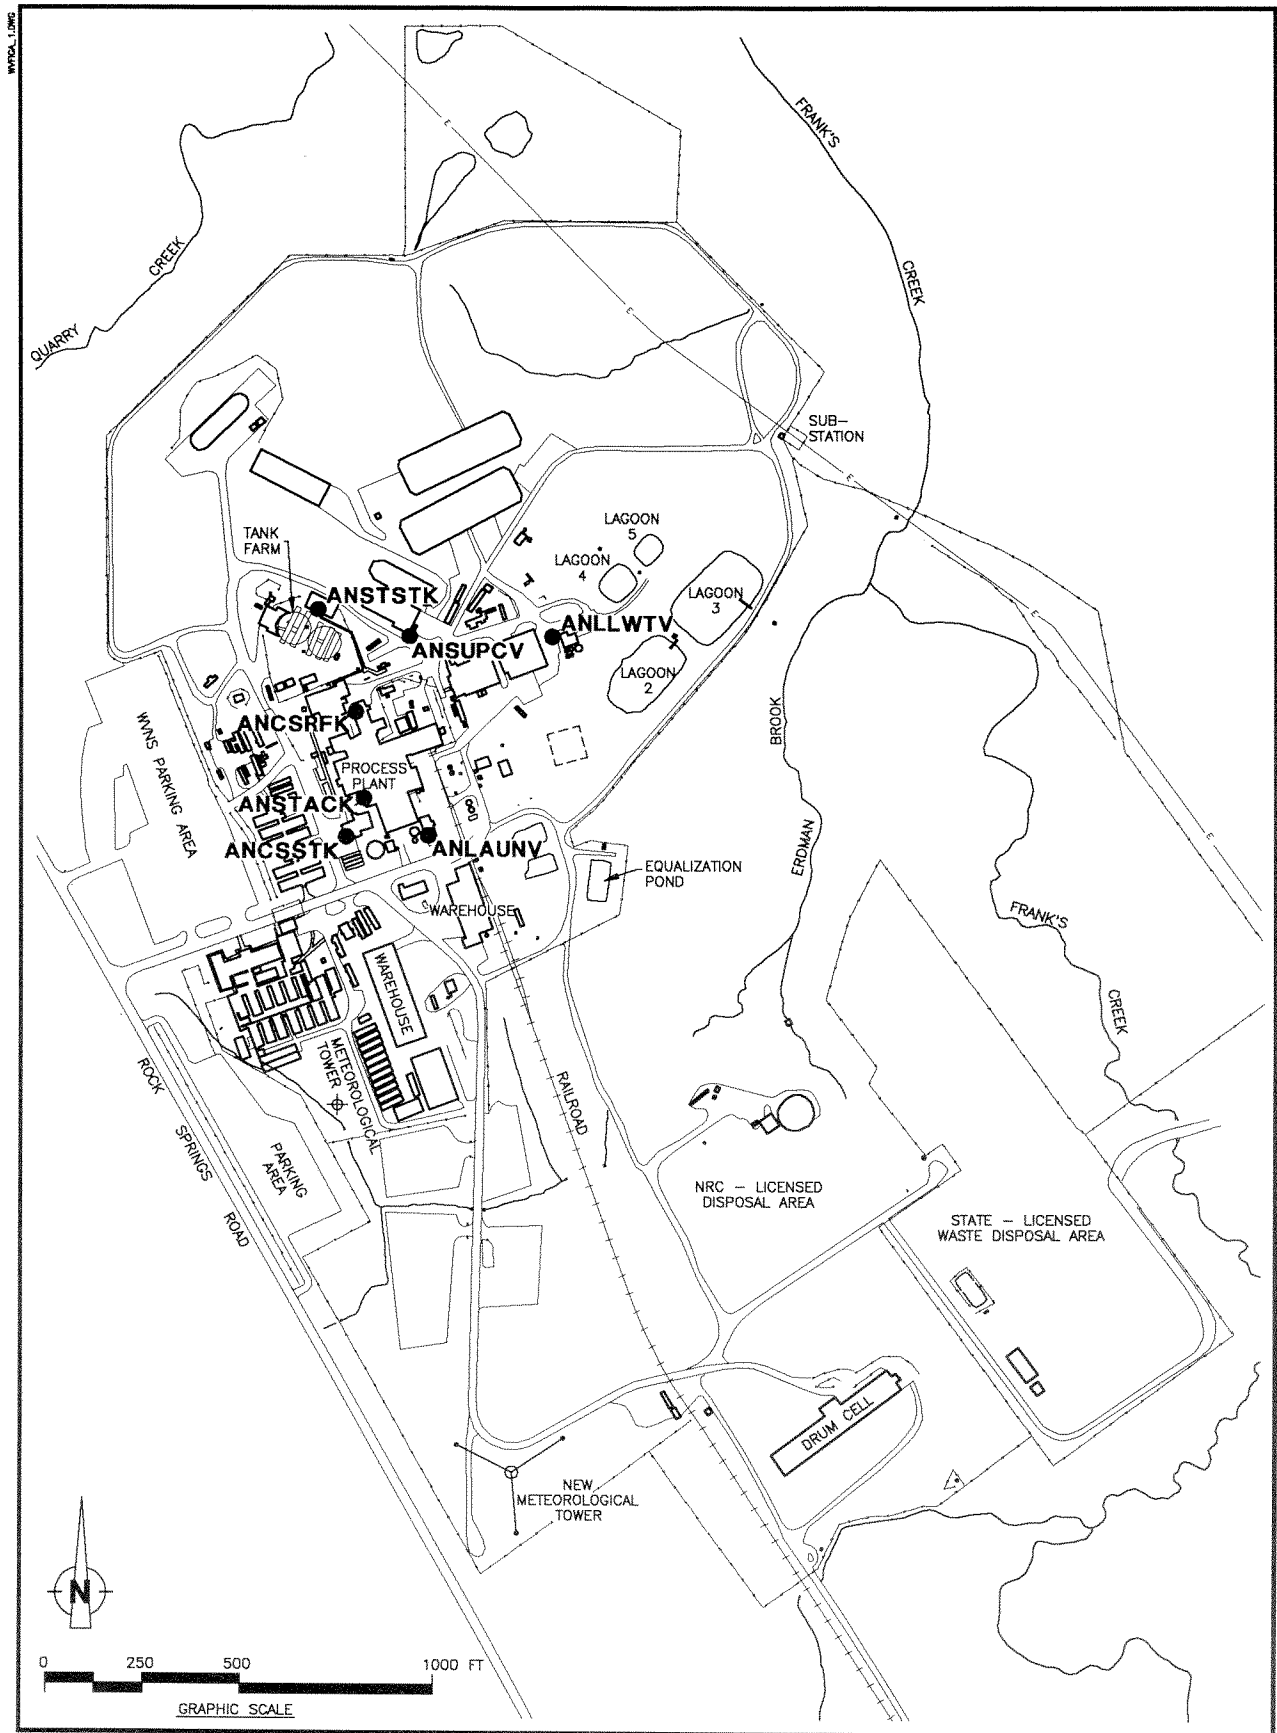 WVFICA_1.DWG
FRANK'S
CREEK
QUARRY
CREEK
E
E
SUB-
STATION
E
TANK
FARM
LAGOON
5
LAGOON
4
LAGOON
3
ANSTSTK
ANLLWTV
E
ANSUPCV
LAGOON
2
ANCSRFK
BROOK
WVNS PARKING AREA
PROCESS
PLANT
ANSTACK
ANCSSTK
ANLAUNV
ERDMAN
E
EQUALIZATION
POND
WAREHOUSE
FRANK'S
CREEK
WAREHOUSE
METEOROLOGICAL
TOWER
ROCK
SPRINGS
ROAD
RAILROAD
PARKING
AREA
NRC – LICENSED
DISPOSAL AREA
STATE – LICENSED
WASTE DISPOSAL AREA
DRUM CELL
NEW
METEOROLOGICAL
TOWER
N
0 250 500 1000 FT
GRAPHIC SCALE